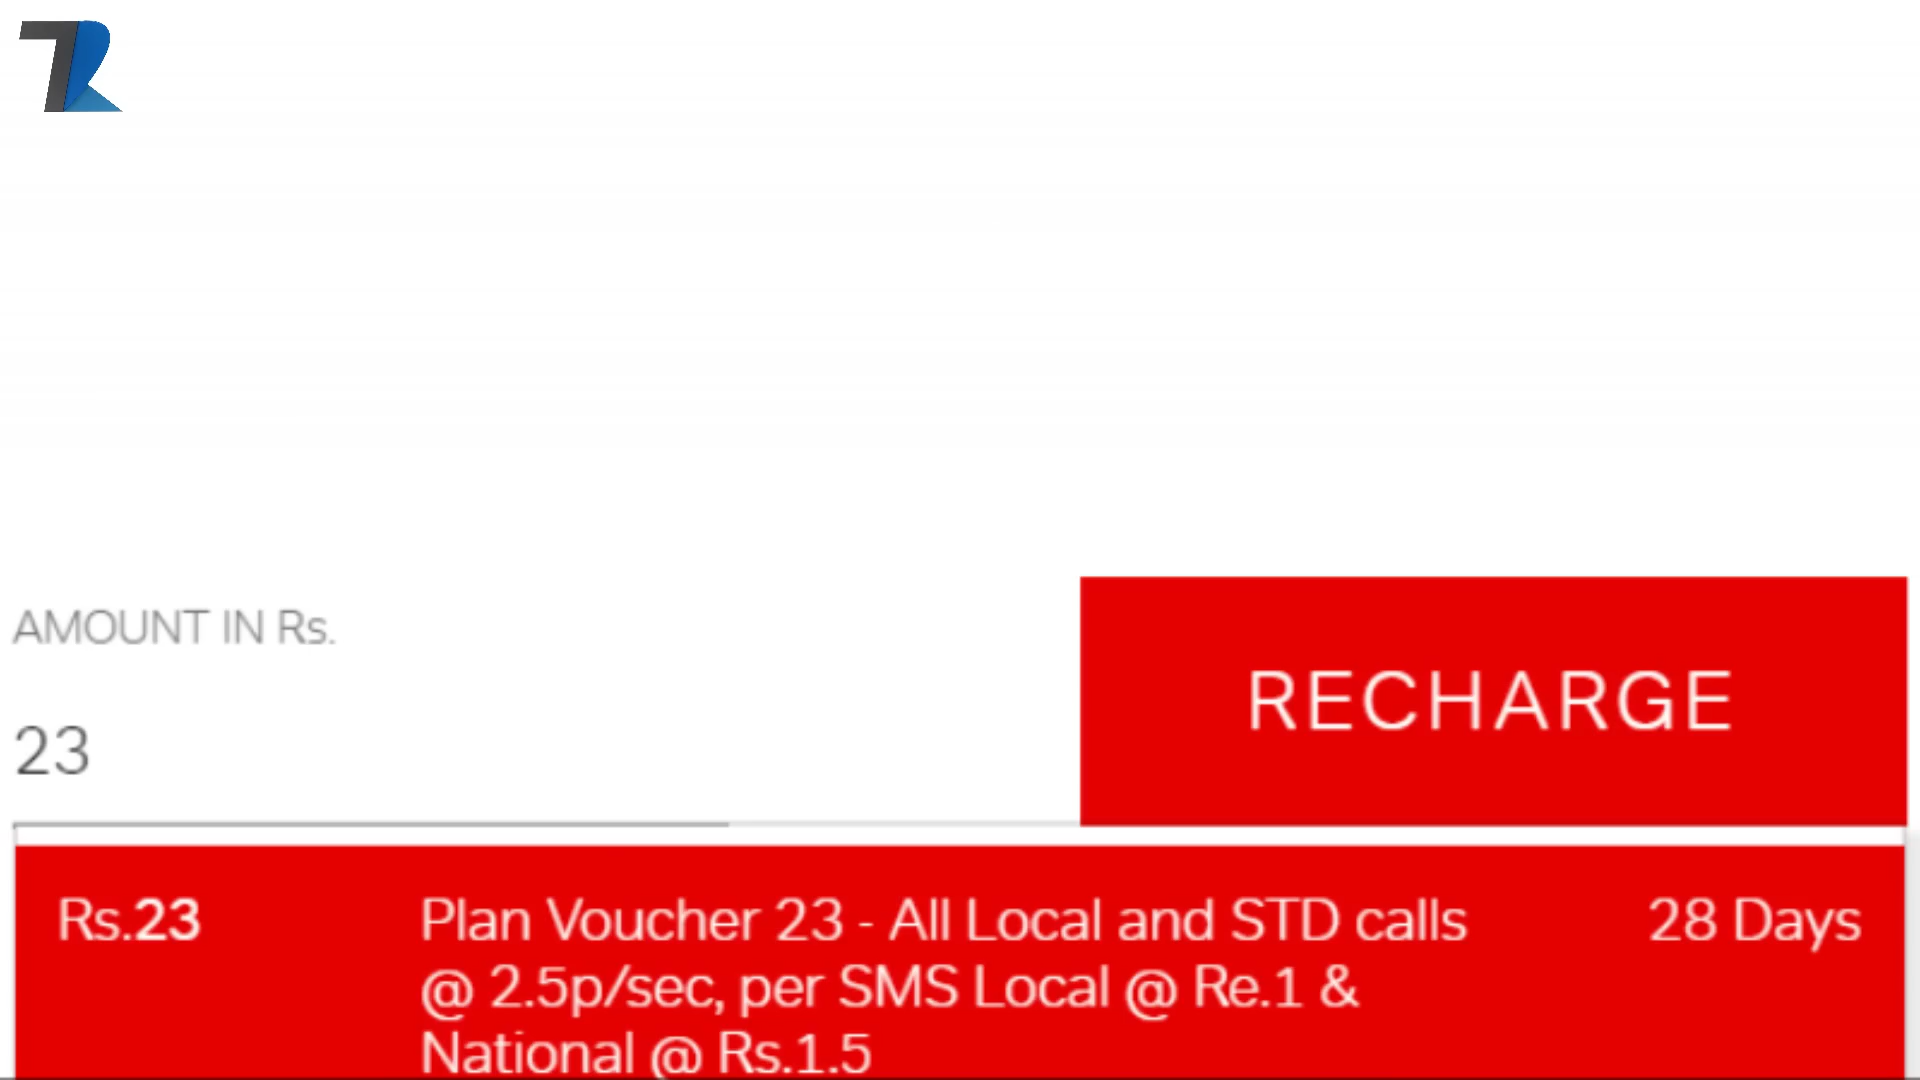 TR
AMOUNT IN Rs.
23
RECHARGE
Rs.23 Plan Voucher 23 - All Local and STD calls 28 Days
@ 2.5p/sec, per SMS Local @ Re.1 &
National @ Rs.1.5